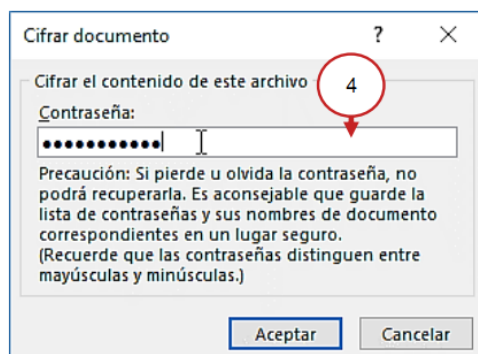 Cifrar documento ? ×
Cifrar el contenido de este archivo 4
Contraseña:
•••••••••••
Precaución: Si pierde u olvida la contraseña, no
podrá recuperarla. Es aconsejable que guarde la
lista de contraseñas y sus nombres de documento
correspondientes en un lugar seguro.
(Recuerde que las contraseñas distinguen entre
mayúsculas y minúsculas.)
Aceptar Cancelar